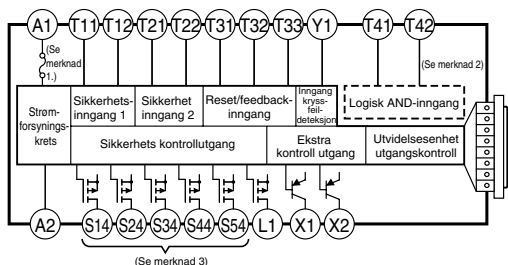 A1 T11 T12 T21 T22 T31 T32 T33 Y1 T41 T42
(Se
merknad
1.)
(Se merknad 2)
Strøm-
forsynings-
krets
Sikkerhets-
inngang 1
Sikkerhet
inngang 2
Reset/feedback-
inngang
Inngang
kryss-
feil-
deteksjon
Logisk AND-inngang
Sikkerhets kontrollutgang
Ekstra
kontroll utgang
Utvidelsesenhet
utgangskontroll
A2 S14 S24 S34 S44 S54 L1 X1 X2
(Se merknad 3)